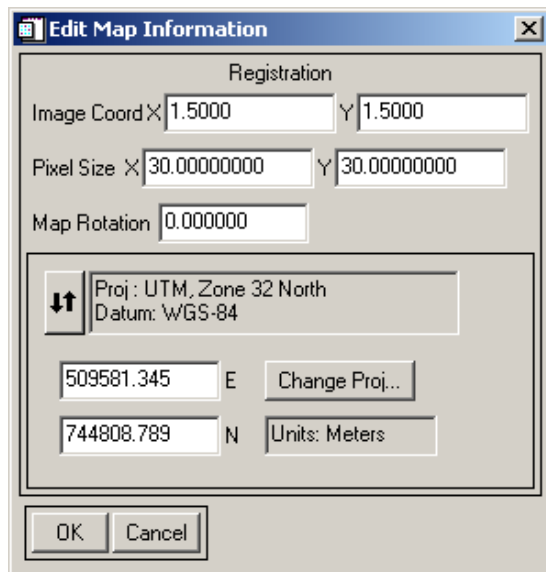 Edit Map Information
Registration
Image Coord X 1.5000 Y 1.5000
Pixel Size X 30.00000000 Y 30.00000000
Map Rotation 0.000000
Proj : UTM, Zone 32 North
Datum: WGS-84
509581.345 E Change Proj...
744808.789 N Units: Meters
OK Cancel